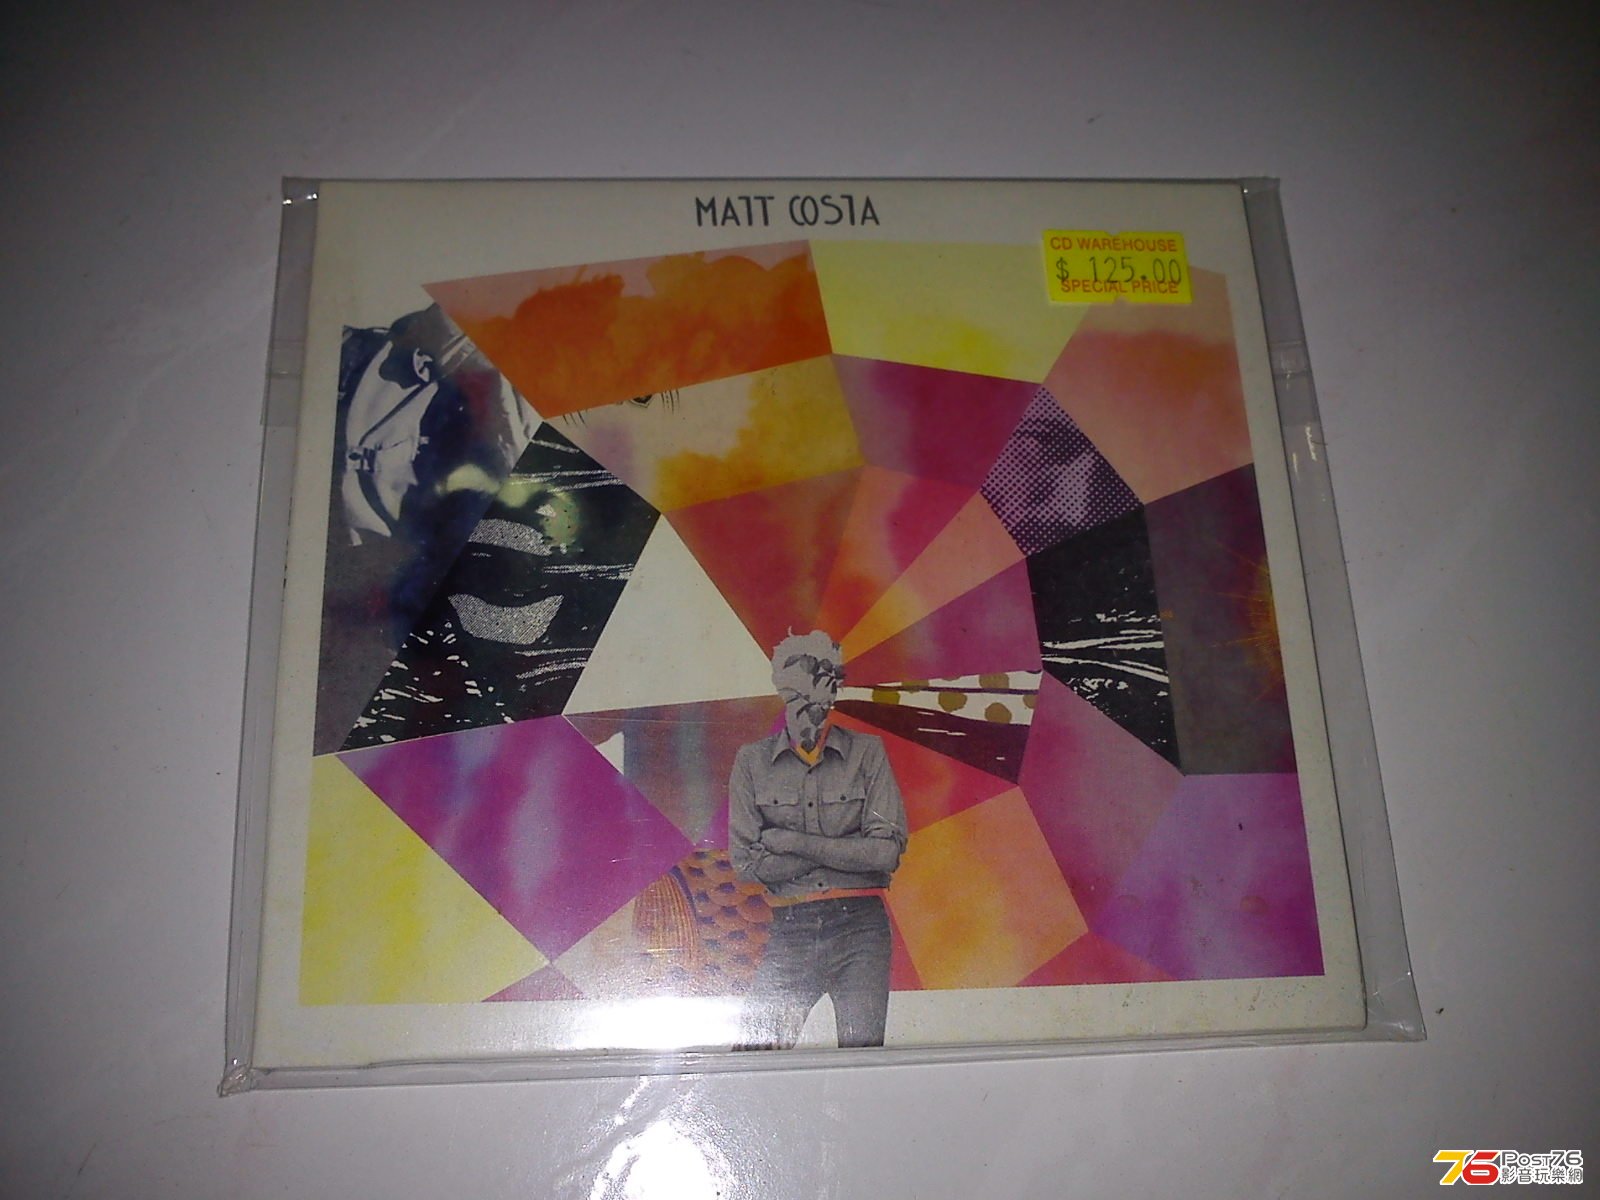 MATT COSTA
CD WAREHOUSE
$ 125.00
SPECIAL PRICE
76 Post76
影音玩樂網